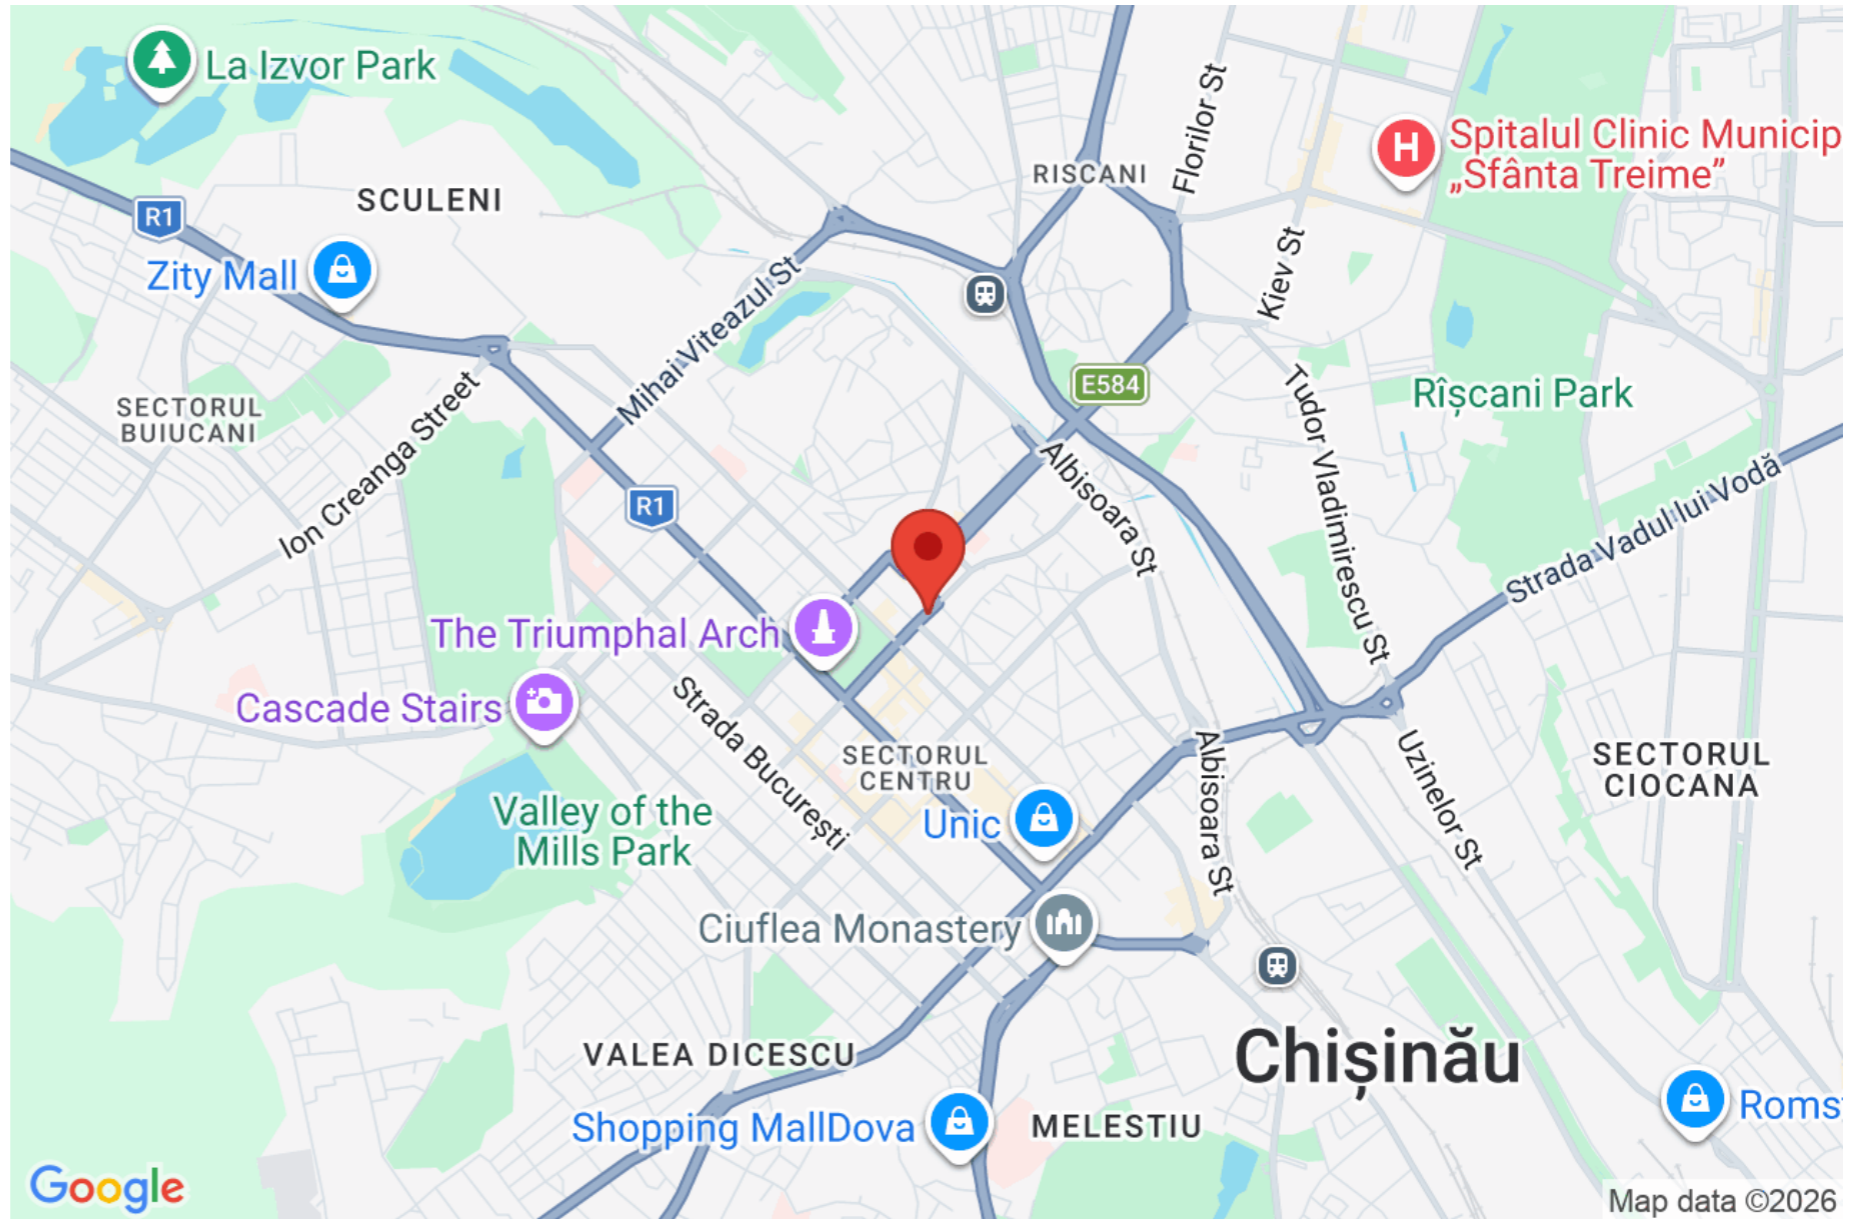 La Izvor Park
Florilor St
Spitalul Clinic Municip
„Sfânta Treime”
RISCANI
SCULENI
R1
Zity Mall
Kiev St
Mihai Viteazul St
E584
Rîșcani Park
SECTORUL
BUIUCANI
Ion Creanga Street
Tudor Vladimirescu St
Albisoara St
Strada Vadul lui Vodă
R1
The Triumphal Arch
Cascade Stairs
Strada București
SECTORUL
CENTRU
Albisoara St
Uzinelor St
SECTORUL
CIOCANA
Valley of the
Mills Park
Unic
Ciuflea Monastery
VALEA DICESCU
Chișinău
Shopping MallDova
MELESTIU
Roms
Google
Map data ©2026